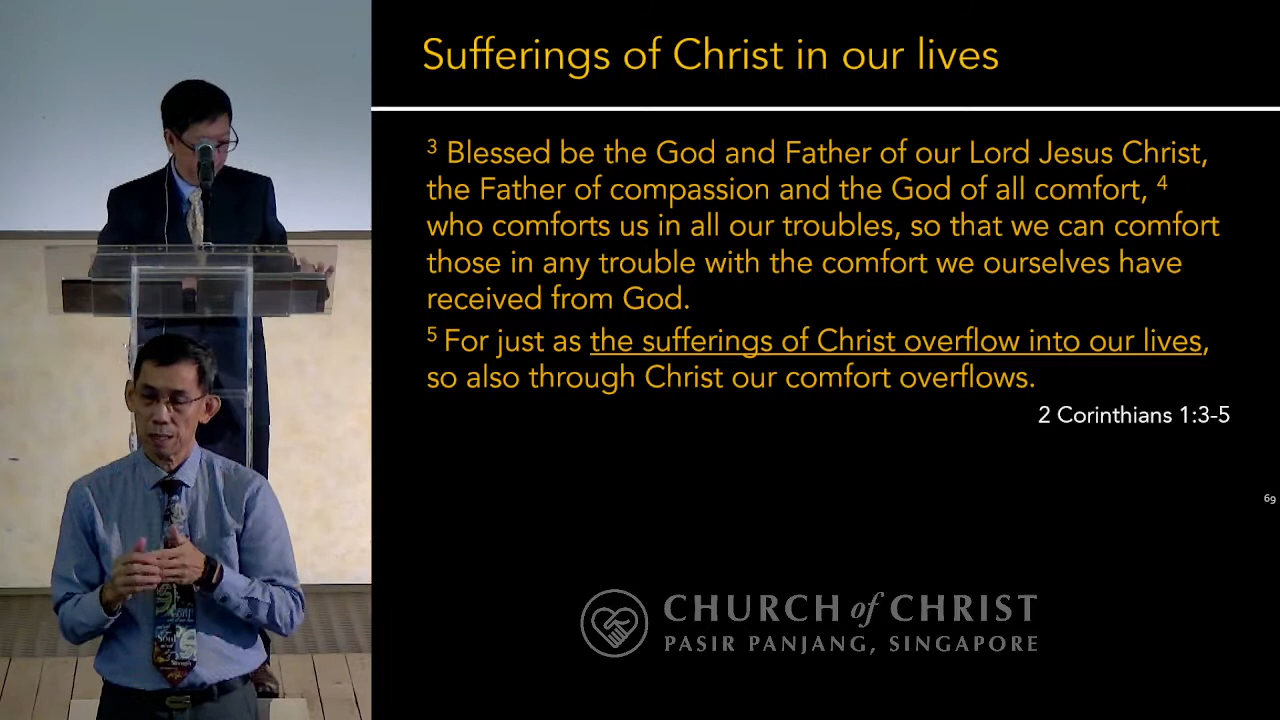 Sufferings of Christ in our lives
3 Blessed be the God and Father of our Lord Jesus Christ,
the Father of compassion and the God of all comfort, 4
who comforts us in all our troubles, so that we can comfort
those in any trouble with the comfort we ourselves have
received from God.
5 For just as the sufferings of Christ overflow into our lives,
so also through Christ our comfort overflows.
2 Corinthians 1:3-5
69
CHURCH of CHRIST
PASIR PANJANG, SINGAPORE